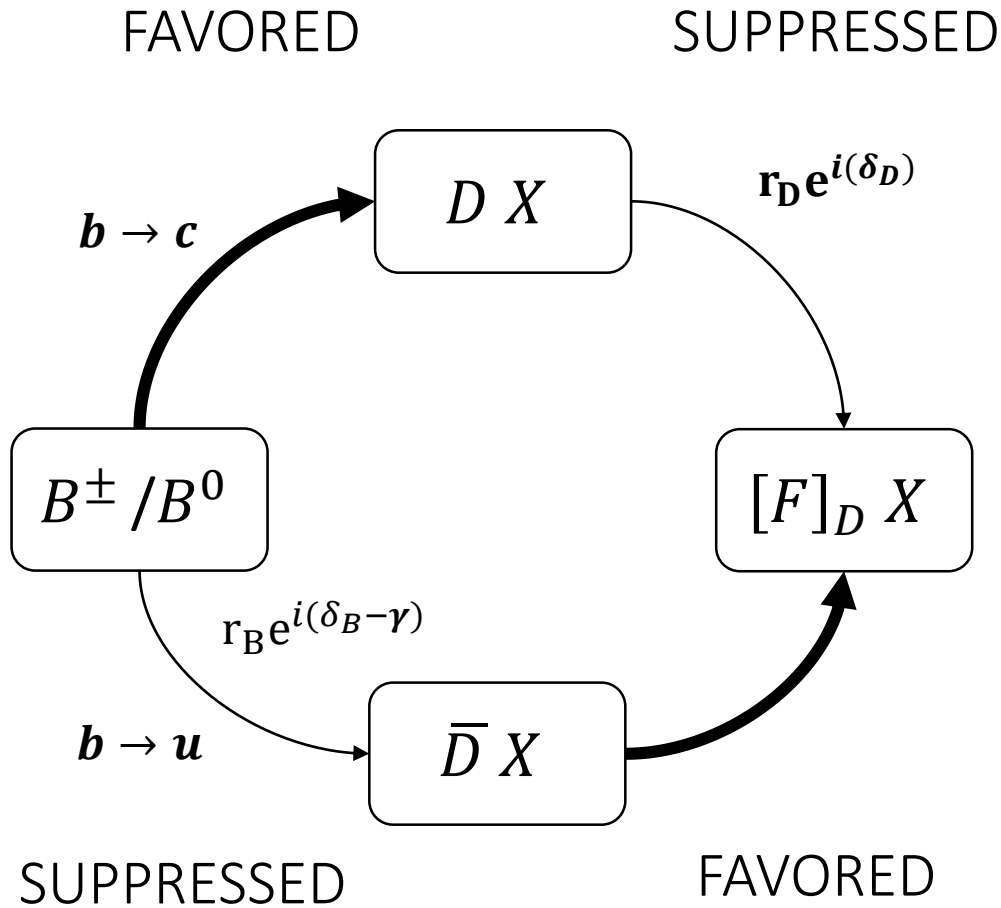 FAVORED
SUPPRESSED
D X
r_D e^{i(δ_D)}
b → c
B^± /B^0
[F]_D X
r_B e^{i(δ_B−γ)}
b → u
D̅ X
SUPPRESSED
FAVORED